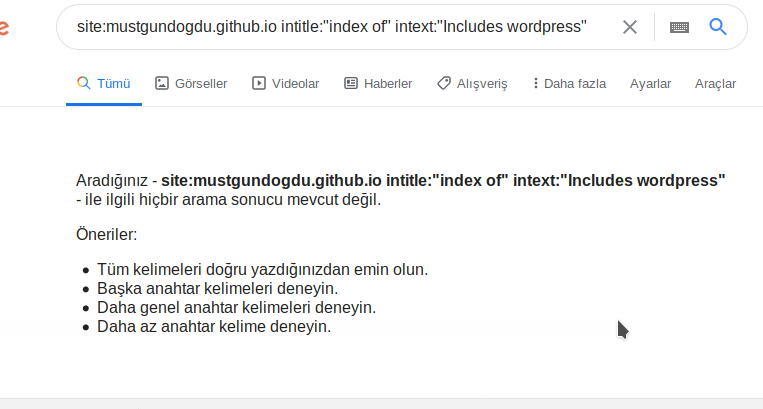 site:mustgundogdu.github.io intitle:"index of" intext:"Includes wordpress"
Tümü Görseller Videolar Haberler Alışveriş Daha fazla Ayarlar Araçlar
Aradığınız - site:mustgundogdu.github.io intitle:"index of" intext:"Includes wordpress"
- ile ilgili hiçbir arama sonucu mevcut değil.
Öneriler:
Tüm kelimeleri doğru yazdığınızdan emin olun.
Başka anahtar kelimeleri deneyin.
Daha genel anahtar kelimeleri deneyin.
Daha az anahtar kelime deneyin.